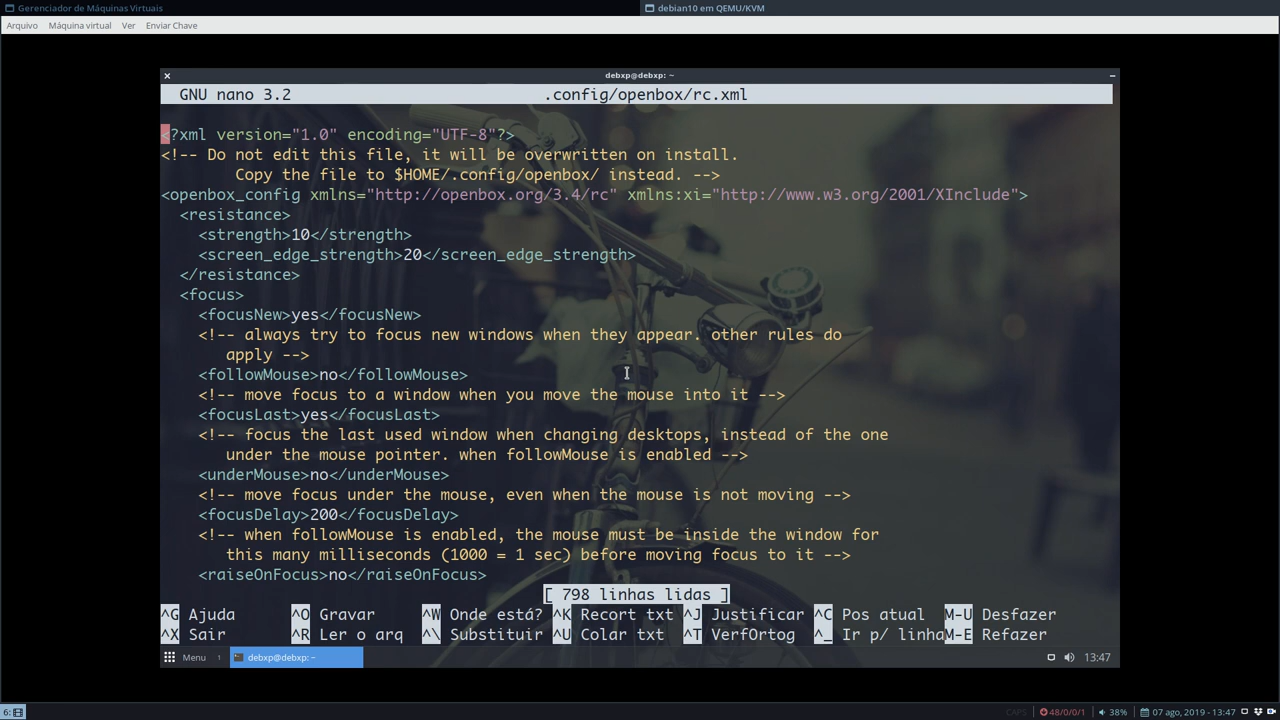 Gerenciador de Máquinas Virtuais
debian10 em QEMU/KVM
Arquivo Máquina virtual Ver Enviar Chave
debxp@debxp: ~
GNU nano 3.2 .config/openbox/rc.xml
<?xml version="1.0" encoding="UTF-8"?>
<!-- Do not edit this file, it will be overwritten on install.
Copy the file to $HOME/.config/openbox/ instead. -->
<openbox_config xmlns="http://openbox.org/3.4/rc" xmlns:xi="http://www.w3.org/2001/XInclude">
<resistance>
<strength>10</strength>
<screen_edge_strength>20</screen_edge_strength>
</resistance>
<focus>
<focusNew>yes</focusNew>
<!-- always try to focus new windows when they appear. other rules do
apply -->
<followMouse>no</followMouse>
<!-- move focus to a window when you move the mouse into it -->
<focusLast>yes</focusLast>
<!-- focus the last used window when changing desktops, instead of the one
under the mouse pointer. when followMouse is enabled -->
<underMouse>no</underMouse>
<!-- move focus under the mouse, even when the mouse is not moving -->
<focusDelay>200</focusDelay>
<!-- when followMouse is enabled, the mouse must be inside the window for
this many milliseconds (1000 = 1 sec) before moving focus to it -->
<raiseOnFocus>no</raiseOnFocus>
[ 798 linhas lidas ]
^G Ajuda ^O Gravar ^W Onde está? ^K Recort txt ^J Justificar ^C Pos atual M-U Desfazer
^X Sair ^R Ler o arq ^\ Substituir ^U Colar txt ^T VerfOrtog ^_ Ir p/ linha M-E Refazer
Menu 1 debxp@debxp: ~ 13:47
6: CAPS 48/0/0/1 38% 07 ago, 2019 - 13:47